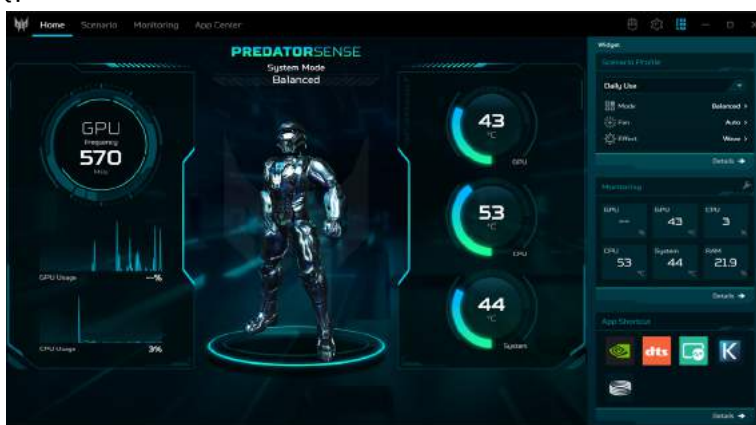 Home Scenario Monitoring App Center
PREDATORSENSE
System Mode
Balanced
GPU
Frequency
570
MHz
GPU Usage --%
CPU Usage 3%
43
°C
GPU
53
°C
CPU
44
°C
System
Widget
Scenario Profile
Daily Use
Mode Balanced >
Fan Auto >
Effect Wave >
Details
Monitoring
GPU GPU CPU
-- 43 3
% °C %
CPU System RAM
53 44 21.9
°C °C %
Details
App Shortcut
dts
K
Details